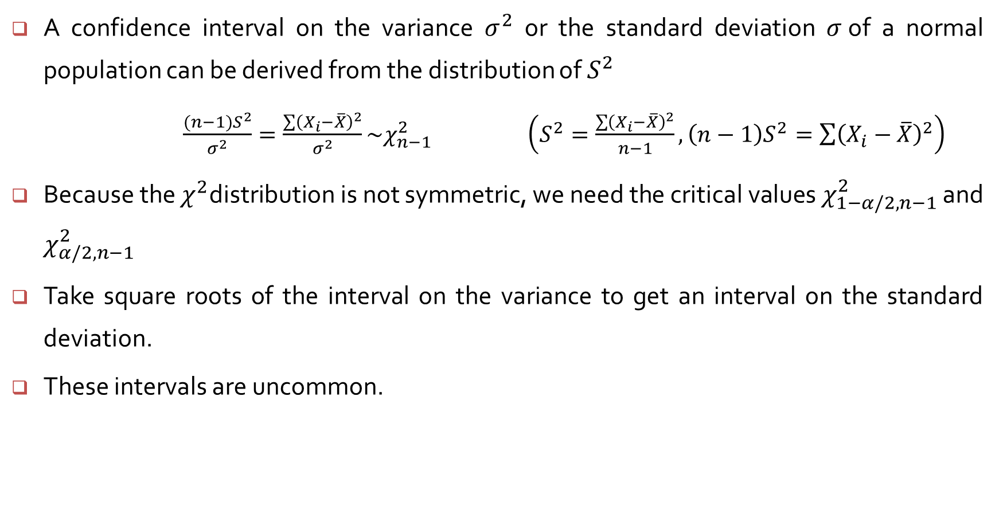 ❑ A confidence interval on the variance 𝜎² or the standard deviation 𝜎 of a normal
population can be derived from the distribution of 𝑆²
\frac{(n-1)S^2}{\sigma^2} = \frac{\sum(X_i-\bar{X})^2}{\sigma^2} \sim \chi^2_{n-1} \left(S^2 = \frac{\sum(X_i-\bar{X})^2}{n-1}, (n-1)S^2 = \sum(X_i-\bar{X})^2\right)
❑ Because the \chi^2 distribution is not symmetric, we need the critical values \chi^2_{1-\alpha/2,n-1} and
\chi^2_{\alpha/2,n-1}
❑ Take square roots of the interval on the variance to get an interval on the standard
deviation.
❑ These intervals are uncommon.